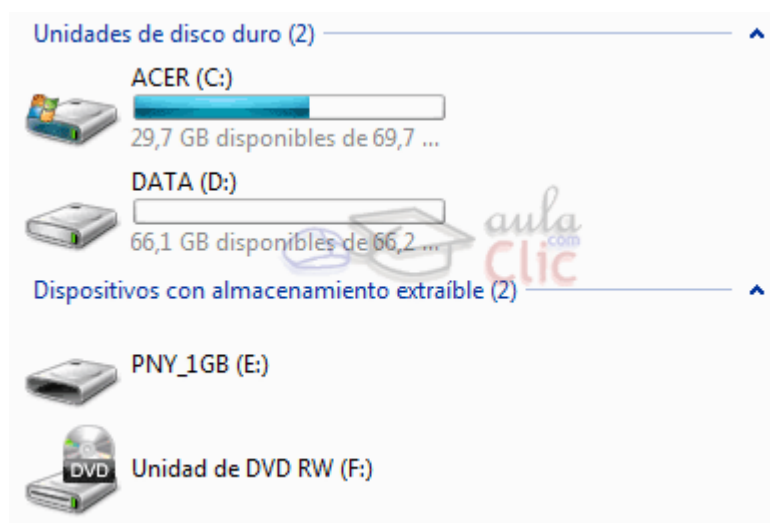 Unidades de disco duro (2)
ACER (C:)
29,7 GB disponibles de 69,7 ...
DATA (D:)
66,1 GB disponibles de 66,2 ...
aula
.com
Clic
Dispositivos con almacenamiento extraíble (2)
PNY_1GB (E:)
DVD
Unidad de DVD RW (F:)